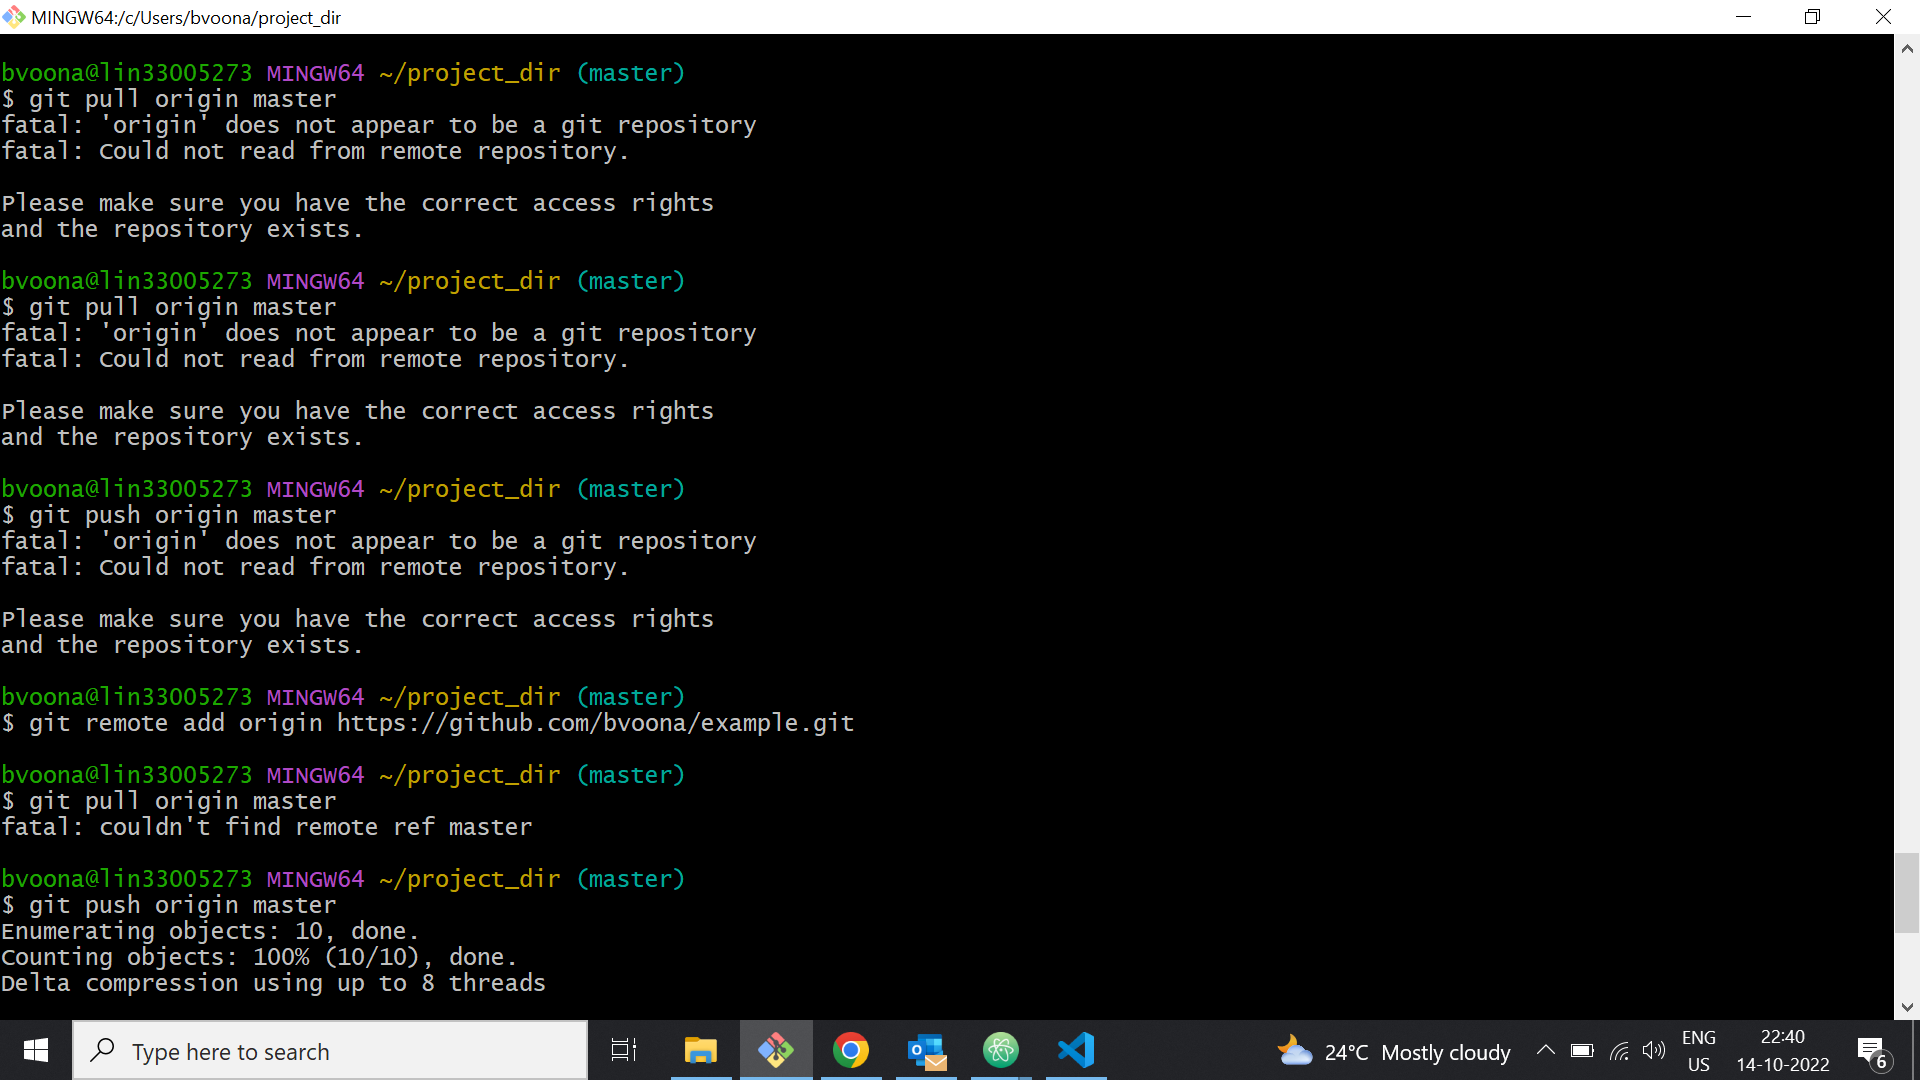 MINGW64:/c/Users/bvoona/project_dir
bvoona@lin33005273 MINGW64 ~/project_dir (master)
$ git pull origin master
fatal: 'origin' does not appear to be a git repository
fatal: Could not read from remote repository.
Please make sure you have the correct access rights
and the repository exists.
bvoona@lin33005273 MINGW64 ~/project_dir (master)
$ git pull origin master
fatal: 'origin' does not appear to be a git repository
fatal: Could not read from remote repository.
Please make sure you have the correct access rights
and the repository exists.
bvoona@lin33005273 MINGW64 ~/project_dir (master)
$ git push origin master
fatal: 'origin' does not appear to be a git repository
fatal: Could not read from remote repository.
Please make sure you have the correct access rights
and the repository exists.
bvoona@lin33005273 MINGW64 ~/project_dir (master)
$ git remote add origin https://github.com/bvoona/example.git
bvoona@lin33005273 MINGW64 ~/project_dir (master)
$ git pull origin master
fatal: couldn't find remote ref master
bvoona@lin33005273 MINGW64 ~/project_dir (master)
$ git push origin master
Enumerating objects: 10, done.
Counting objects: 100% (10/10), done.
Delta compression using up to 8 threads
Type here to search
24°C Mostly cloudy
ENG
US
22:40
14-10-2022
6